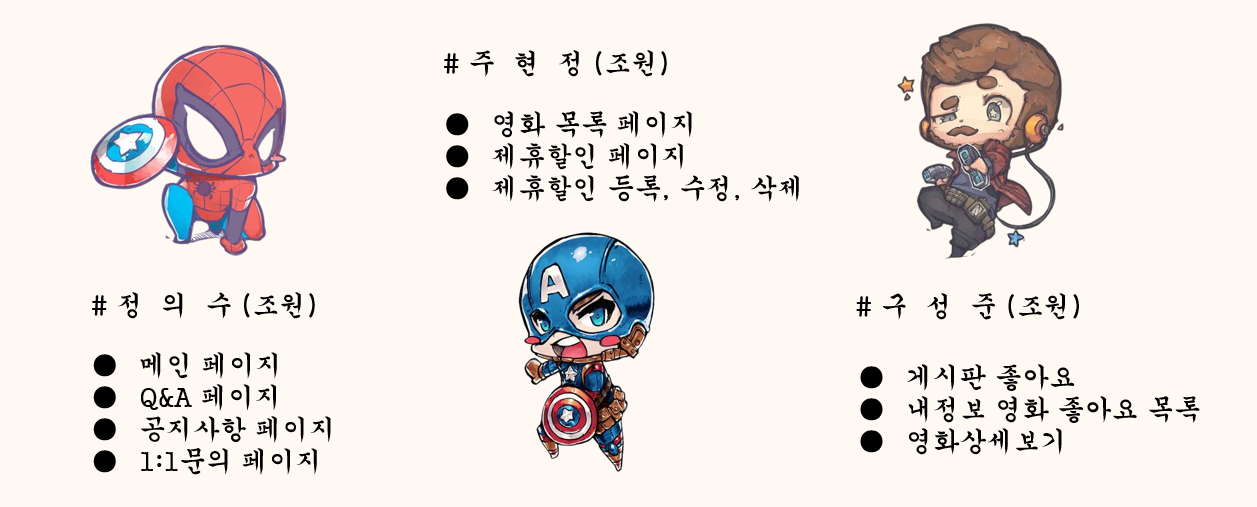 # 정 의 수 (조원)
● 메인 페이지
● Q&A 페이지
● 공지사항 페이지
● 1:1문의 페이지
# 주 현 정 (조원)
● 영화 목록 페이지
● 제휴할인 페이지
● 제휴할인 등록, 수정, 삭제
A
# 구 성 준 (조원)
● 게시판 좋아요
● 내정보 영화 좋아요 목록
● 영화상세보기